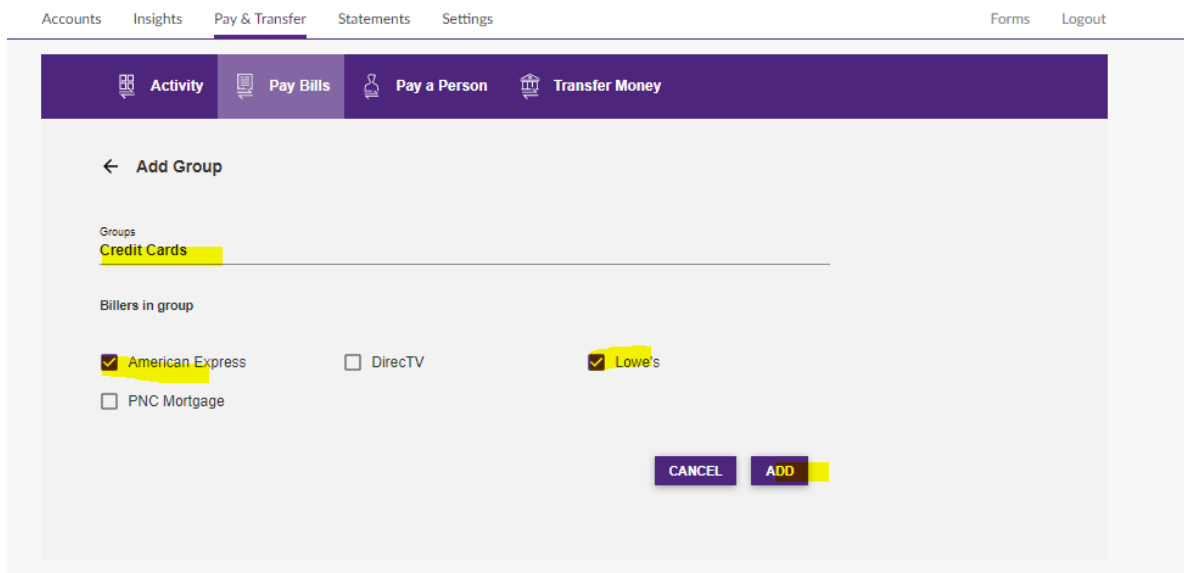 Accounts Insights Pay & Transfer Statements Settings Forms Logout
Activity Pay Bills Pay a Person Transfer Money
Add Group
Groups
Credit Cards
Billers in group
American Express DirecTV Lowe's
PNC Mortgage
CANCEL ADD